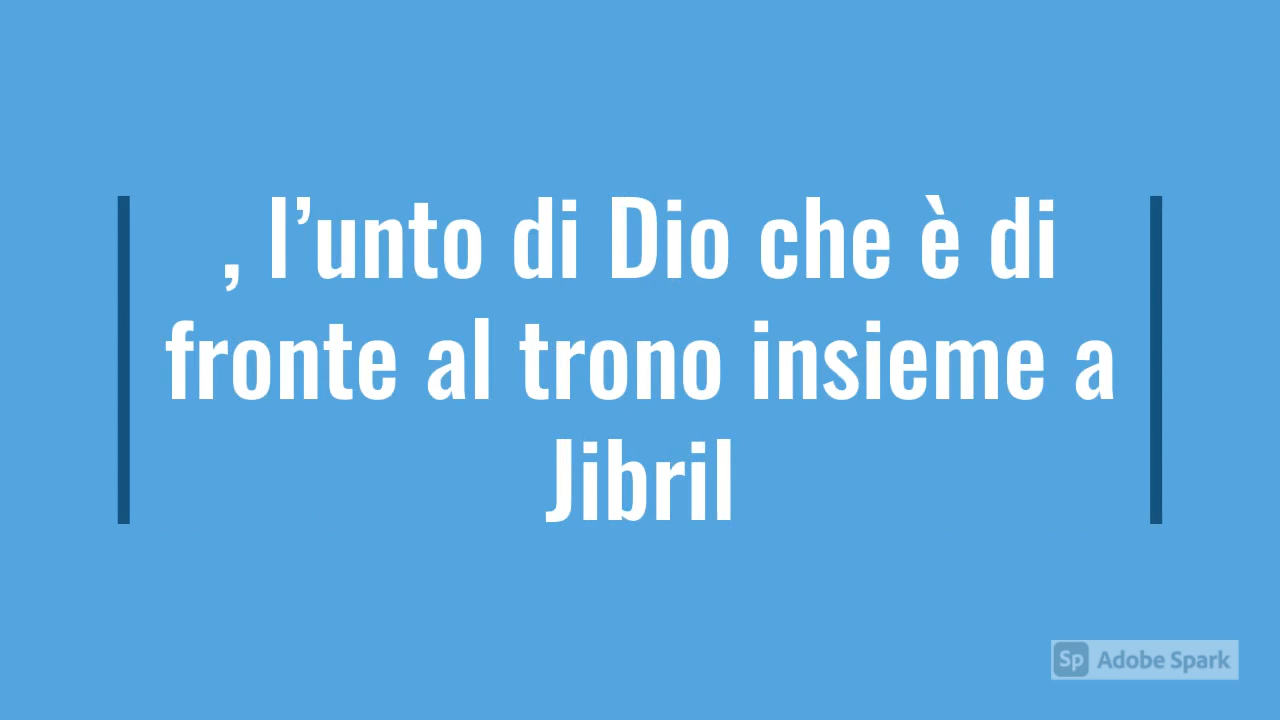 , l’unto di Dio che è di
fronte al trono insieme a
Jibril
Sp Adobe Spark